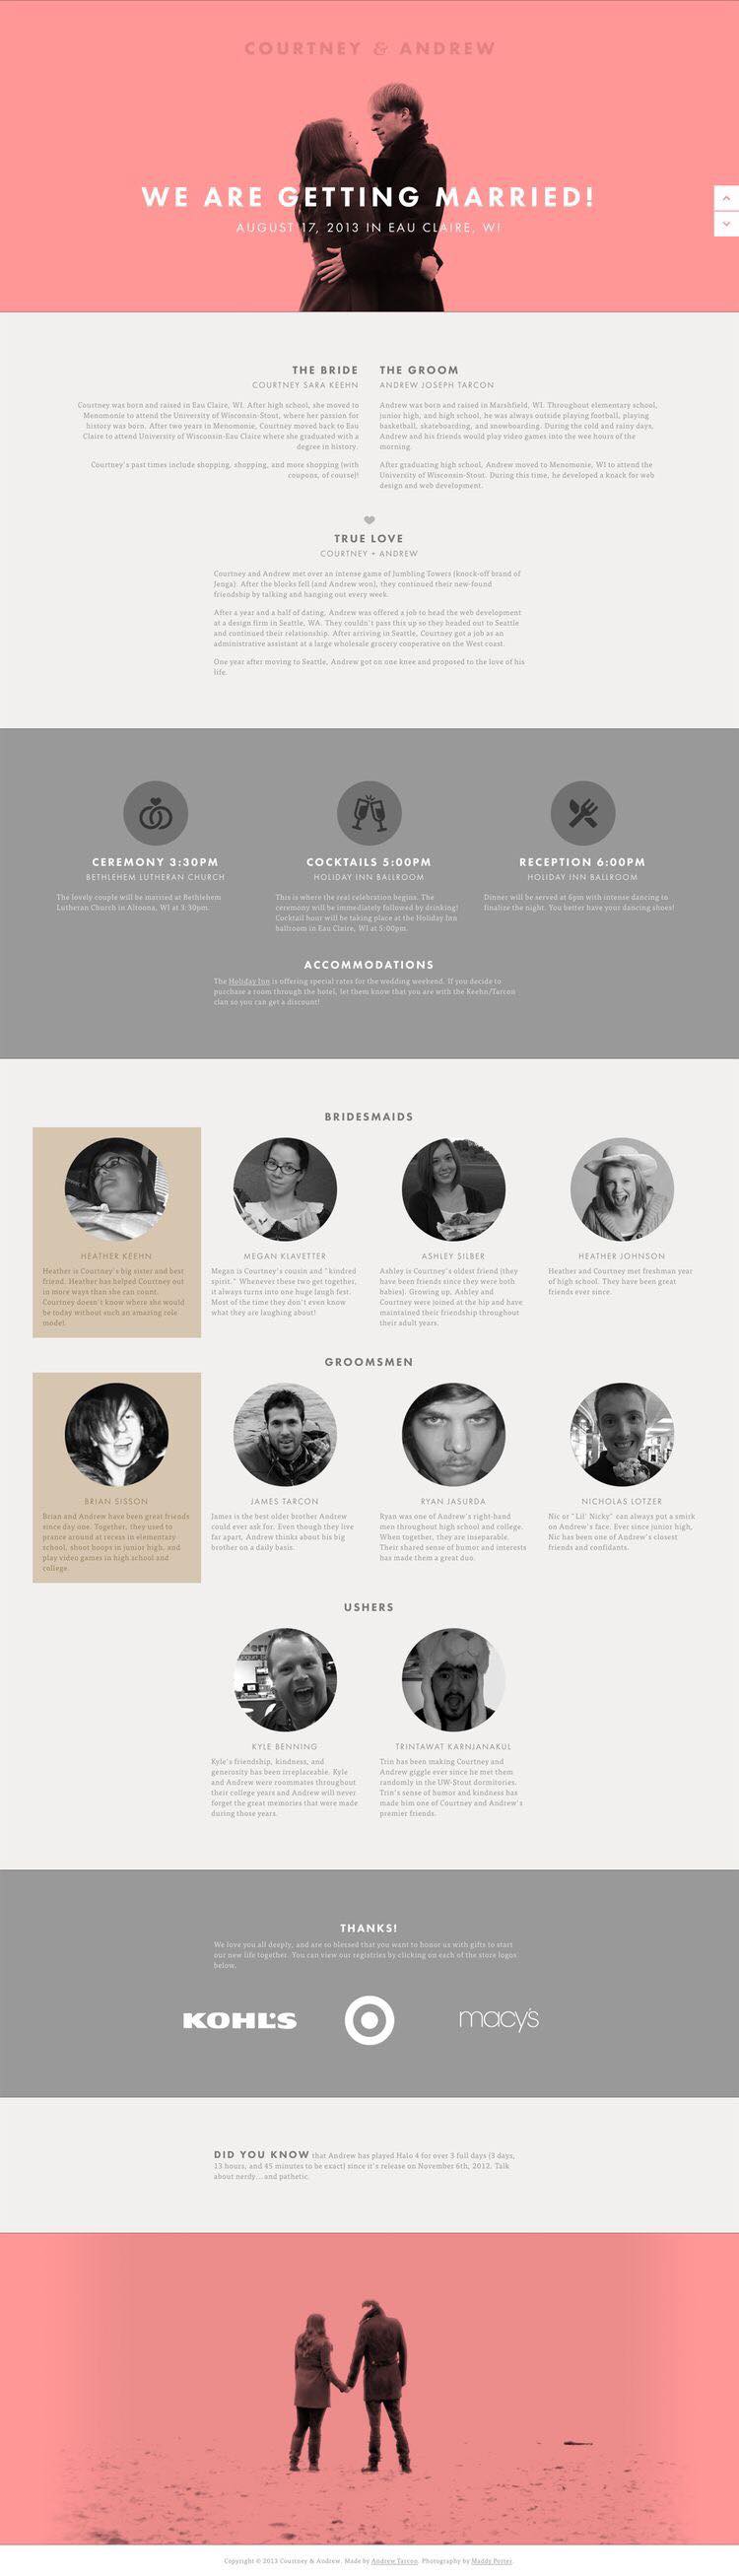 COURTNEY & ANDREW
WE ARE GETTING MARRIED!
AUGUST 17, 2013 IN EAU CLAIRE, WI
THE BRIDE
COURTNEY SARA KEEHN
Courtney was born and raised in Eau Claire, WI. After high school, she moved to
Menomonie to attend the University of Wisconsin-Stout, where her passion for
history was born. After two years in Menomonie, Courtney moved back to Eau
Claire to attend University of Wisconsin-Eau Claire where she graduated with a
degree in history.
Courtney's past times include shopping, shopping, and more shopping (with
coupons, of course)!
THE GROOM
ANDREW JOSEPH TARCON
Andrew was born and raised in Marshfield, WI. Throughout elementary school,
junior high, and high school, he was always outside playing football, playing
basketball, skateboarding, and snowboarding. During the cold and rainy days,
Andrew and his friends would play video games into the wee hours of the
morning.
After graduating high school, Andrew moved to Menomonie, WI to attend the
University of Wisconsin-Stout. During this time, he developed a knack for web
design and web development.
TRUE LOVE
COURTNEY + ANDREW
Courtney and Andrew met over an intense game of Jumbling Towers (knock-off brand of
Jenga). After the blocks fell (and Andrew won), they continued their new-found
friendship by talking and hanging out every week.
After a year and a half of dating, Andrew was offered a job to head the web development
at a design firm in Seattle, WA. They couldn't pass this up so they headed out to Seattle
and continued their relationship. After arriving in Seattle, Courtney got a job as an
administrative assistant at a large wholesale grocery cooperative on the West coast.
One year after moving to Seattle, Andrew got on one knee and proposed to the love of his
life.
CEREMONY 3:30PM
BETHLEHEM LUTHERAN CHURCH
The lovely couple will be married at Bethlehem
Lutheran Church in Altoona, WI at 3:30pm.
COCKTAILS 5:00PM
HOLIDAY INN BALLROOM
This is where the real celebration begins. The
ceremony will be immediately followed by drinking!
Cocktail hour will be taking place at the Holiday Inn
ballroom in Eau Claire, WI at 5:00pm.
RECEPTION 6:00PM
HOLIDAY INN BALLROOM
Dinner will be served at 6pm with intense dancing to
finalize the night. You better have your dancing shoes!
ACCOMMODATIONS
The Holiday Inn is offering special rates for the wedding weekend. If you decide to
purchase a room through the hotel, let them know that you are with the Keehn/Tarcon
clan so you can get a discount!
BRIDESMAIDS
HEATHER KEEHN
Heather is Courtney's big sister and best
friend. Heather has helped Courtney out
in more ways than she can count.
Courtney doesn't know where she would
be today without such an amazing role
model.
MEGAN KLAVETTER
Megan is Courtney's cousin and "kindred
spirit." Whenever these two get together,
it always turns into one huge laugh fest.
Most of the time they don't even know
what they are laughing about!
ASHLEY SILBER
Ashley is Courtney's oldest friend (they
have been friends since they were both
babies). Growing up, Ashley and
Courtney were joined at the hip and have
maintained their friendship throughout
their adult years.
HEATHER JOHNSON
Heather and Courtney met freshman year
of high school. They have been great
friends ever since.
GROOMSMEN
BRIAN SISSON
Brian and Andrew have been great friends
since day one. Together, they used to
prance around at recess in elementary
school, shoot hoops in junior high, and
play video games in high school and
college.
JAMES TARCON
James is the best older brother Andrew
could ever ask for. Even though they live
far apart, Andrew thinks about his big
brother on a daily basis.
RYAN JASURDA
Ryan was one of Andrew's right-hand
men throughout high school and college.
When together, they are inseparable.
Their shared sense of humor and interests
has made them a great duo.
NICHOLAS LOTZER
Nic or "Lil' Nicky" can always put a smirk
on Andrew's face. Ever since junior high,
Nic has been one of Andrew's closest
friends and confidants.
USHERS
KYLE BENNING
Kyle's friendship, kindness, and
generosity has been irreplaceable. Kyle
and Andrew were roommates throughout
their college years and Andrew will never
forget the great memories that were made
during those years.
TRINTAWAT KARNJANAKUL
Trin has been making Courtney and
Andrew giggle ever since he met them
randomly in the UW-Stout dormitories.
Trin's sense of humor and kindness has
made him one of Courtney and Andrew's
premier friends.
THANKS!
We love you all deeply, and are so blessed that you want to honor us with gifts to start
our new life together. You can view our registries by clicking on each of the store logos
below.
KOHL'S
macy's
DID YOU KNOW that Andrew has played Halo 4 for over 3 full days (3 days,
13 hours, and 45 minutes to be exact) since it's release on November 6th, 2012. Talk
about nerdy...and pathetic.
Copyright © 2013 Courtney & Andrew. Made by Andrew Tarcon. Photography by Maddy Porter.